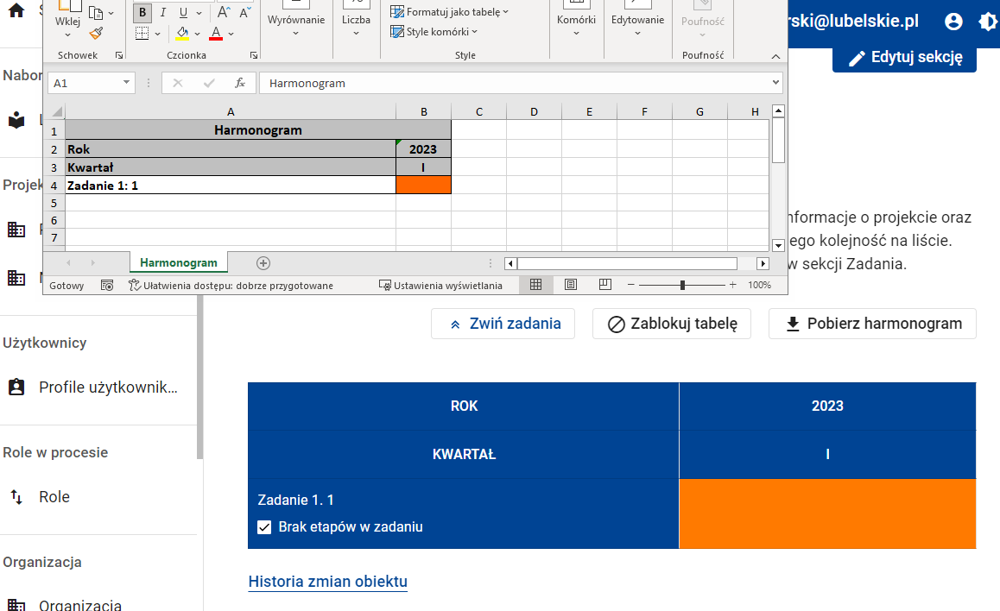 Wklej
B I U A A
Schowek
Czcionka
Wyrównanie
Liczba
Formatuj jako tabelę
Style komórki
Style
Komórki
Edytowanie
Poufność
Poufność
rski@lubelskie.pl
Edytuj sekcję
A1
fx
Harmonogram
A B C D E F G H
1 Harmonogram
2 Rok 2023
3 Kwartał I
4 Zadanie 1: 1
5
6
7
Harmonogram
Gotowy
Ułatwienia dostępu: dobrze przygotowane
Ustawienia wyświetlania
100%
Nabor
Projek
Użytkownicy
Profile użytkownik...
Role w procesie
Role
Organizacja
Organizacja
nformacje o projekcie oraz
ego kolejność na liście.
w sekcji Zadania.
Zwiń zadania
Zablokuj tabelę
Pobierz harmonogram
ROK 2023
KWARTAŁ I
Zadanie 1. 1
Brak etapów w zadaniu
Historia zmian obiektu